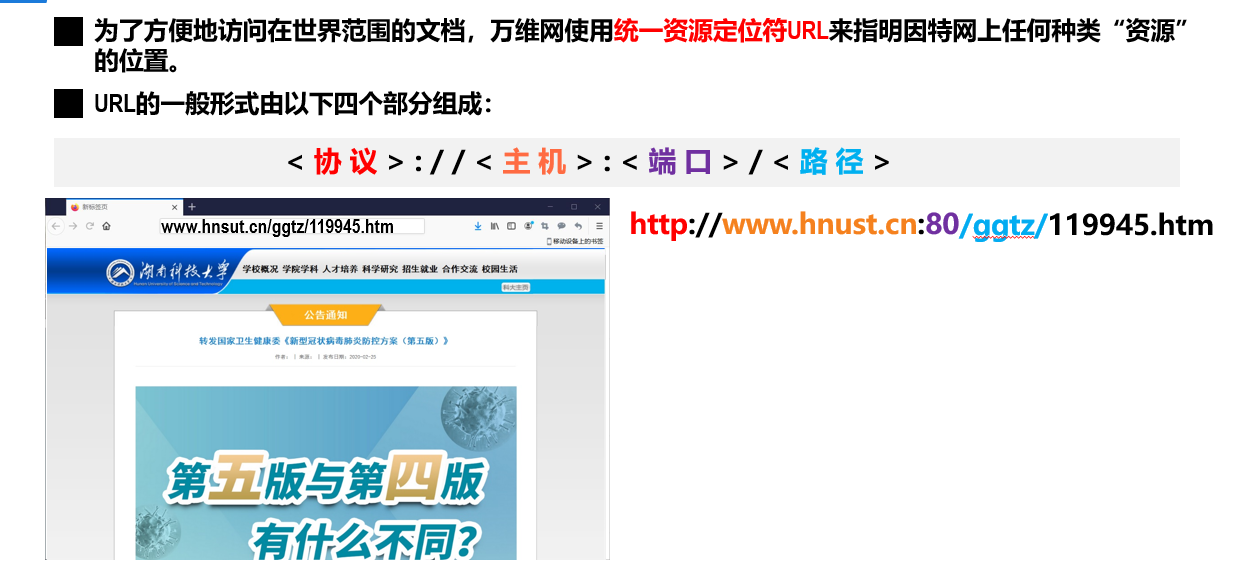 为了方便地访问在世界范围的文档，万维网使用统一资源定位符URL来指明因特网上任何种类“资源”
的位置。
URL的一般形式由以下四个部分组成：
<协议>://<主机>:<端口>/<路径>
新标签页
www.hnsut.cn/ggtz/119945.htm
移动设备上的书签
http://www.hnust.cn:80/ggtz/119945.htm
湖南科技大学
Hunan University of Science and Technology
学校概况 学院学科 人才培养 科学研究 招生就业 合作交流 校园生活
科大主页
公告通知
转发国家卫生健康委《新型冠状病毒肺炎防控方案（第五版）》
作者： | 来源： | 发布日期：2020-02-25
第五版与第四版
有什么不同?